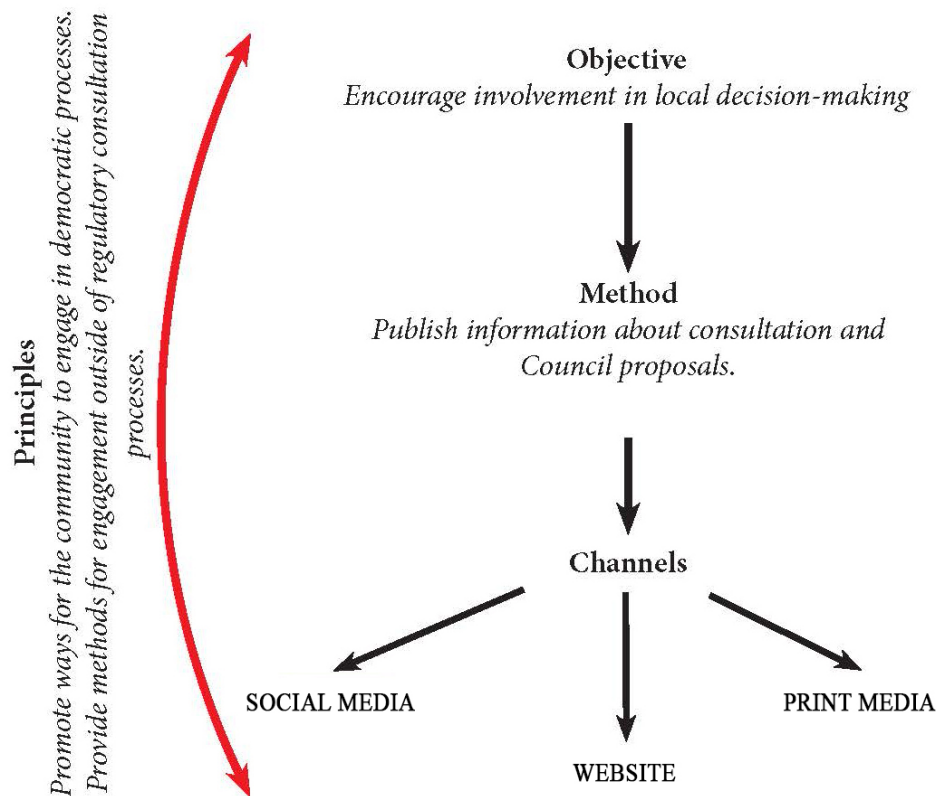 Principles
Promote ways for the community to engage in democratic processes.
Provide methods for engagement outside of regulatory consultation
processes.
Objective
Encourage involvement in local decision-making
Method
Publish information about consultation and
Council proposals.
Channels
SOCIAL MEDIA
PRINT MEDIA
WEBSITE